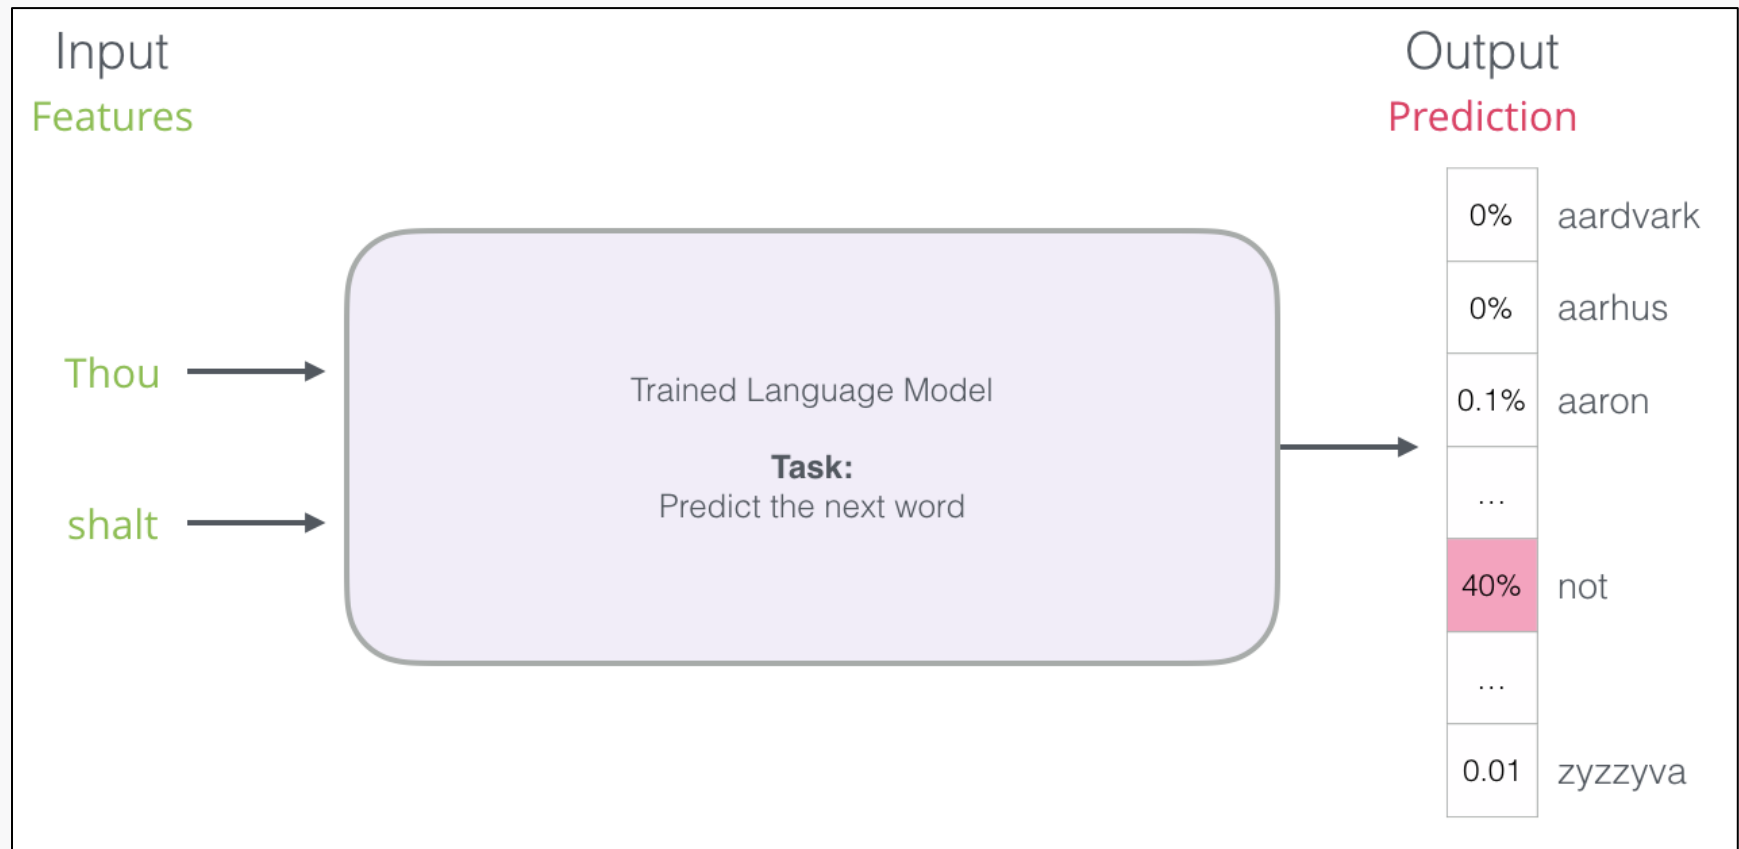 Input
Features
Thou
shalt
Trained Language Model
Task:
Predict the next word
Output
Prediction
0% aardvark
0% aarhus
0.1% aaron
...
40% not
...
0.01 zyzzyva